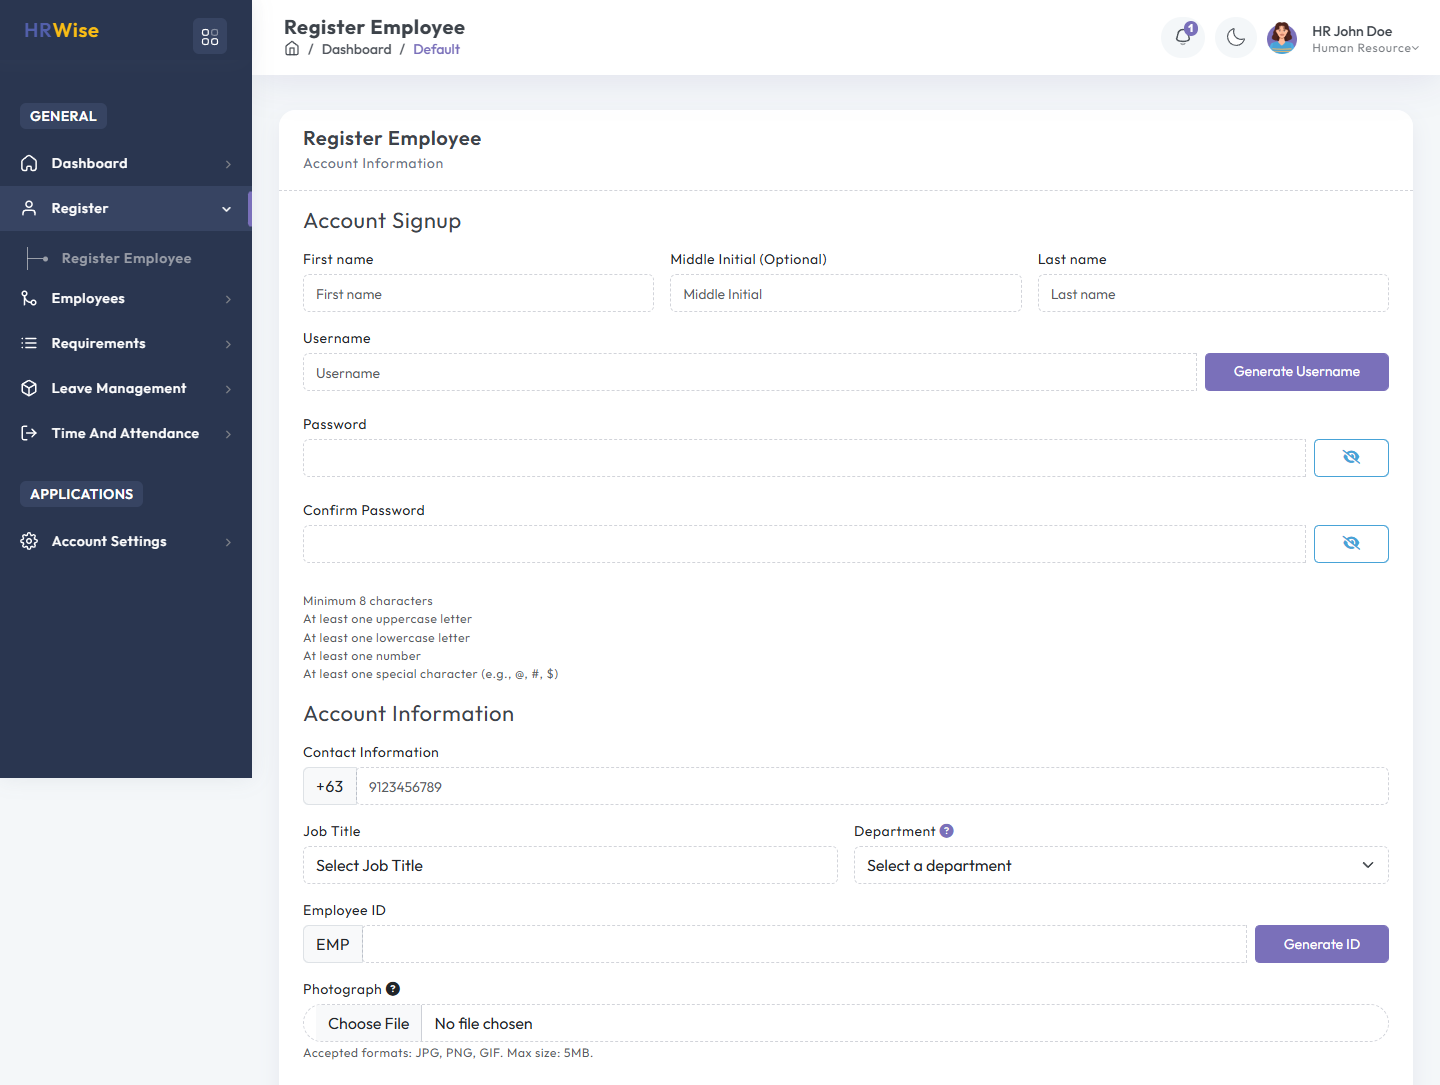 HRWise
GENERAL
Dashboard
Register
Register Employee
Employees
Requirements
Leave Management
Time And Attendance
APPLICATIONS
Account Settings
Register Employee
/ Dashboard / Default
1
HR John Doe
Human Resource
Register Employee
Account Information
Account Signup
First name Middle Initial (Optional) Last name
First name Middle Initial Last name
Username
Username Generate Username
Password
Confirm Password
Minimum 8 characters
At least one uppercase letter
At least one lowercase letter
At least one number
At least one special character (e.g., @, #, $)
Account Information
Contact Information
+63 9123456789
Job Title Department ?
Select Job Title Select a department
Employee ID
EMP Generate ID
Photograph ?
Choose File No file chosen
Accepted formats: JPG, PNG, GIF. Max size: 5MB.